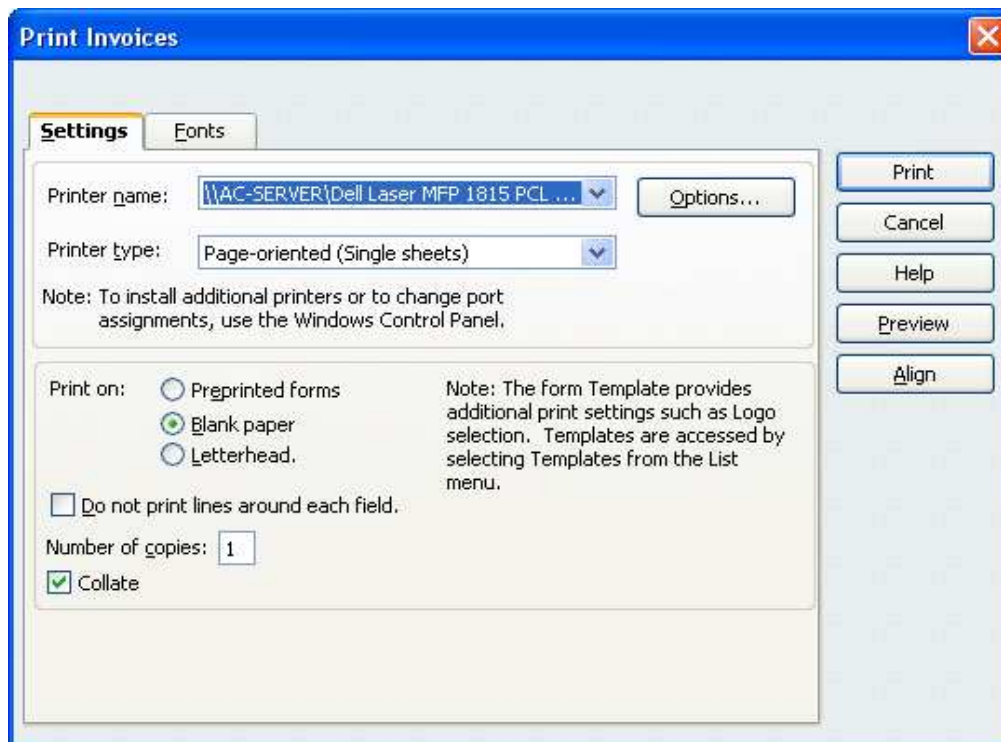 Print Invoices
Settings
Fonts
Printer name:
\\AC-SERVER\Dell Laser MFP 1815 PCL ...
Options...
Printer type:
Page-oriented (Single sheets)
Note: To install additional printers or to change port
assignments, use the Windows Control Panel.
Print on:
Preprinted forms
Blank paper
Letterhead.
Note: The form Template provides
additional print settings such as Logo
selection. Templates are accessed by
selecting Templates from the List
menu.
Do not print lines around each field.
Number of copies: 1
Collate
Print
Cancel
Help
Preview
Align